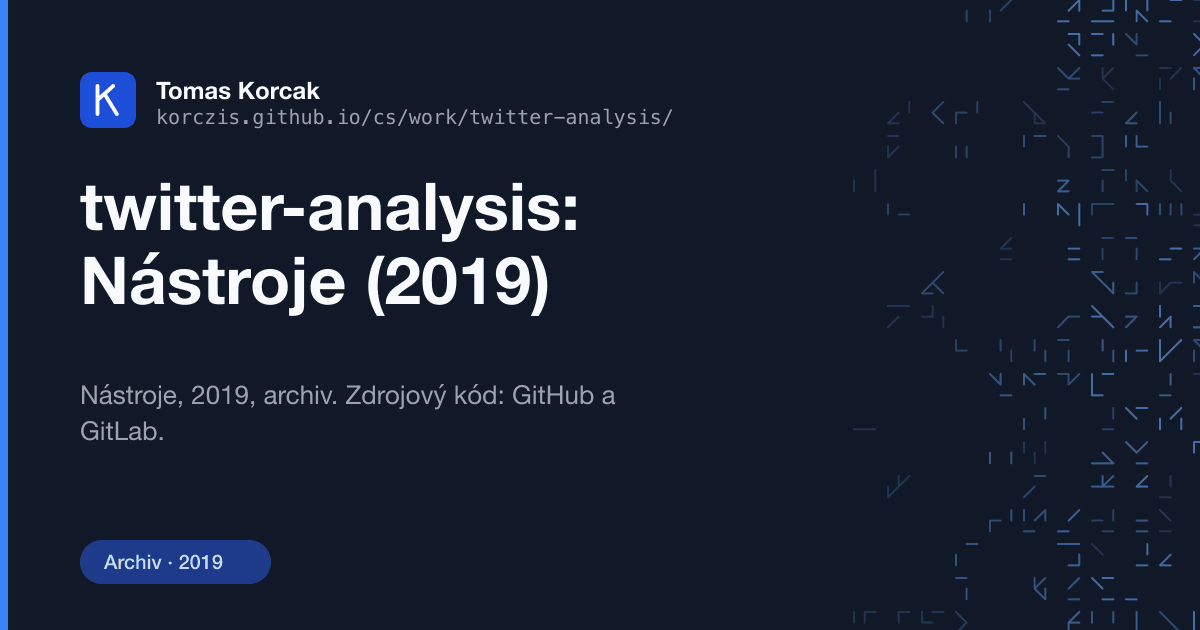 K
Tomas Korcak
korczis.github.io/cs/work/twitter-analysis/
twitter-analysis:
Nástroje (2019)
Nástroje, 2019, archiv. Zdrojový kód: GitHub a
GitLab.
Archiv · 2019